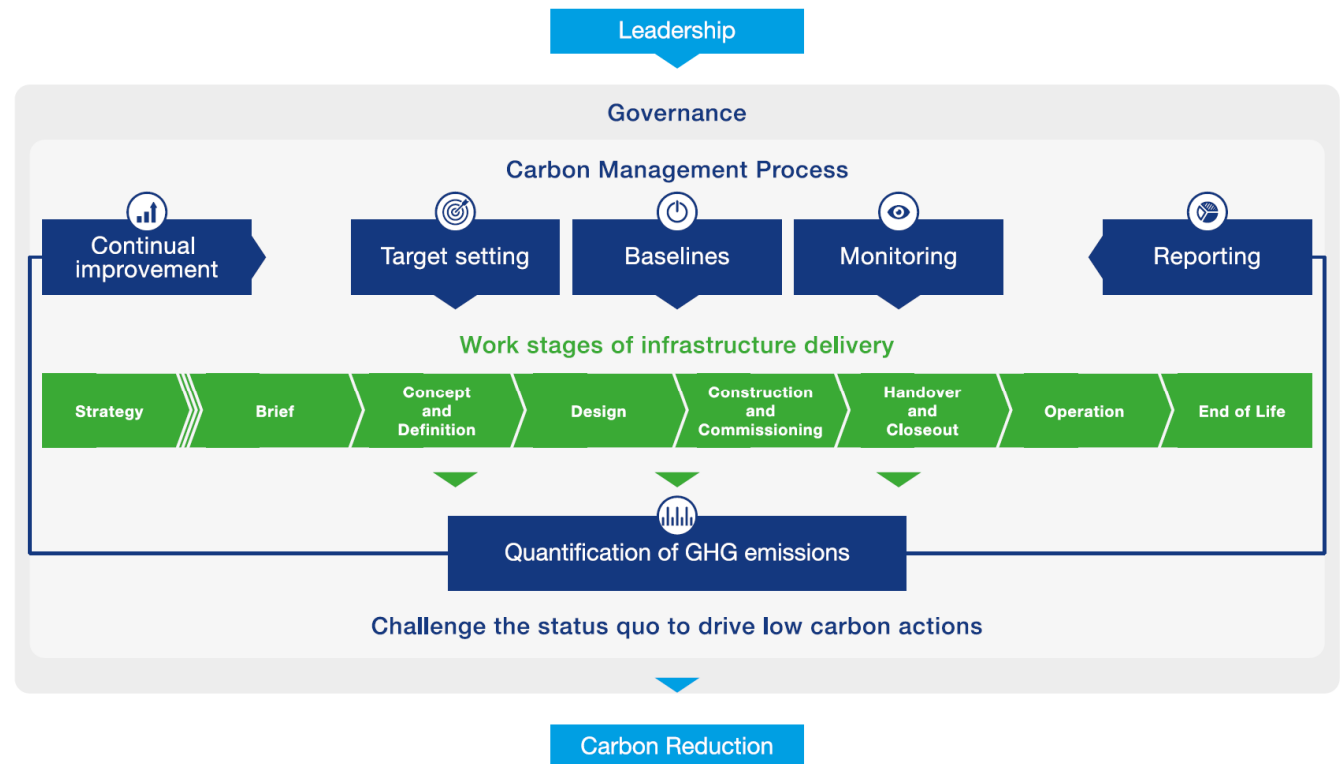 Leadership
Governance
Carbon Management Process
Continual
improvement
Target setting
Baselines
Monitoring
Reporting
Work stages of infrastructure delivery
Strategy
Brief
Concept
and
Definition
Design
Construction
and
Commissioning
Handover
and
Closeout
Operation
End of Life
Quantification of GHG emissions
Challenge the status quo to drive low carbon actions
Carbon Reduction